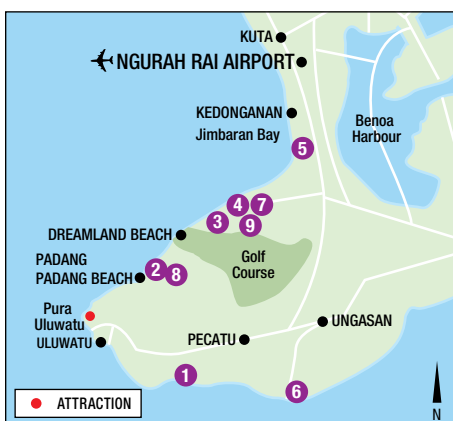 KUTA
NGURAH RAI AIRPORT
KEDONGANAN
Jimbaran Bay
Benoa
Harbour
5
4
7
3
9
DREAMLAND BEACH
Golf
Course
PADANG
PADANG BEACH
2
8
Pura
Uluwatu
ULUWATU
PECATU
UNGASAN
1
6
ATTRACTION
N